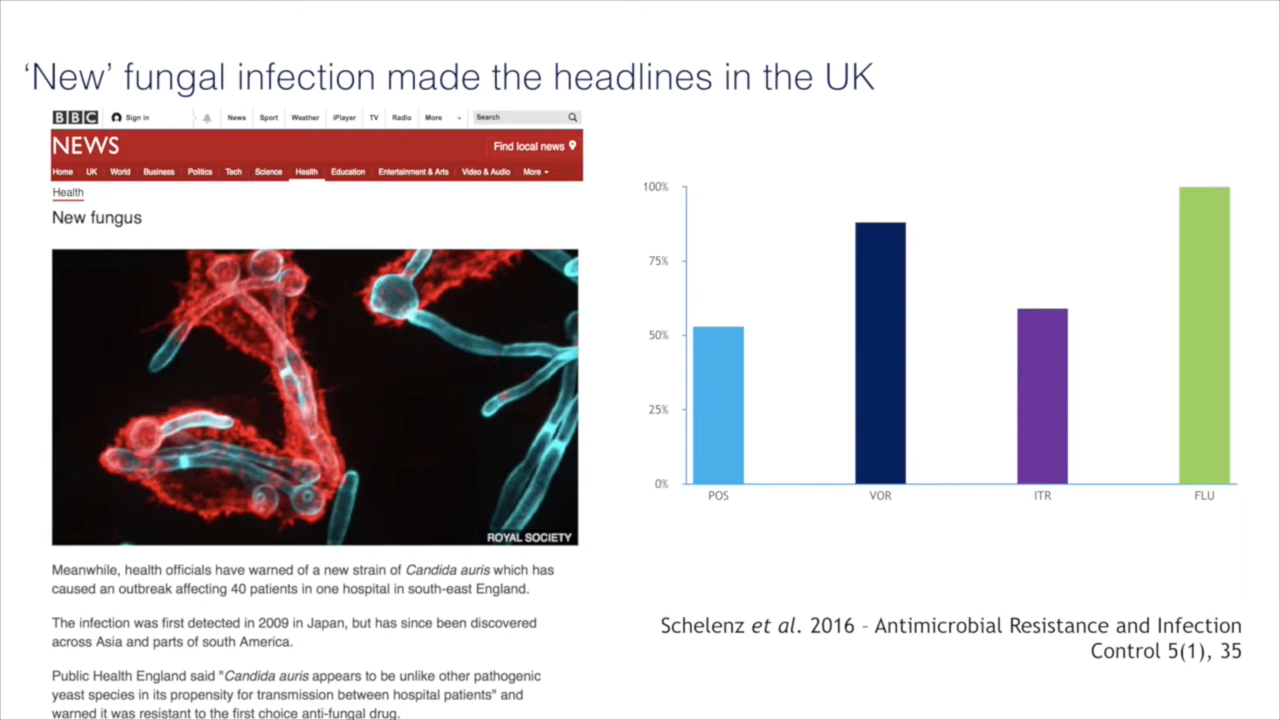 ‘New’ fungal infection made the headlines in the UK
BBC Sign in News Sport Weather iPlayer TV Radio More Search
NEWS Find local news
Home UK World Business Politics Tech Science Health Education Entertainment & Arts Video & Audio More
Health
New fungus
ROYAL SOCIETY
Meanwhile, health officials have warned of a new strain of Candida auris which has
caused an outbreak affecting 40 patients in one hospital in south-east England.
The infection was first detected in 2009 in Japan, but has since been discovered
across Asia and parts of south America.
Public Health England said "Candida auris appears to be unlike other pathogenic
yeast species in its propensity for transmission between hospital patients" and
warned it was resistant to the first choice anti-fungal drug.
100%
75%
50%
25%
0%
POS VOR ITR FLU
Schelenz et al. 2016 - Antimicrobial Resistance and Infection
Control 5(1), 35